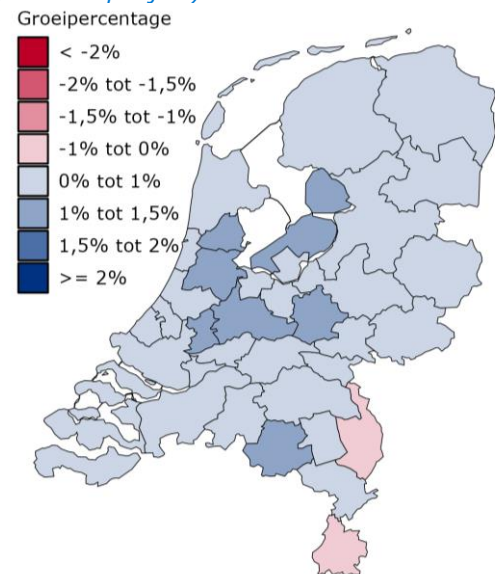 Groeipercentage
< -2%
-2% tot -1,5%
-1,5% tot -1%
-1% tot 0%
0% tot 1%
1% tot 1,5%
1,5% tot 2%
>= 2%